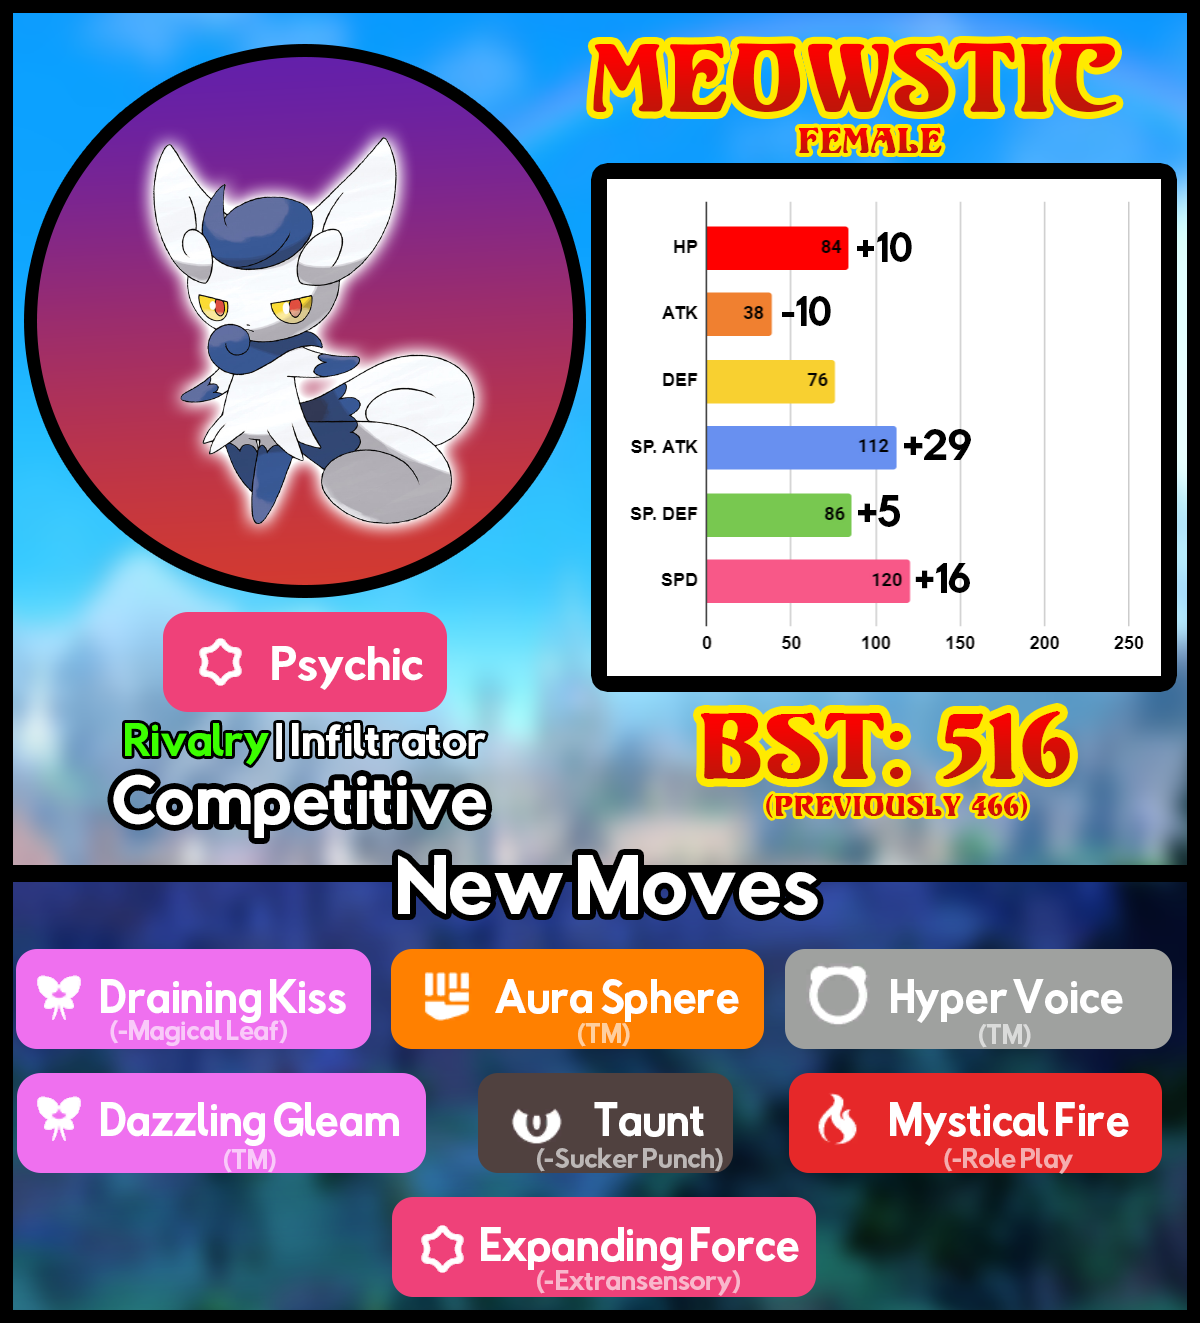 MEOWSTIC
FEMALE
HP 84 +10
ATK 38 -10
DEF 76
SP. ATK 112 +29
SP. DEF 86 +5
SPD 120 +16
0 50 100 150 200 250
Psychic
Rivalry | Infiltrator
Competitive
BST: 516
(PREVIOUSLY 466)
New Moves
Draining Kiss
(-Magical Leaf)
Aura Sphere
(TM)
Hyper Voice
(TM)
Dazzling Gleam
(TM)
Taunt
(-Sucker Punch)
Mystical Fire
(-Role Play
Expanding Force
(-Extransensory)